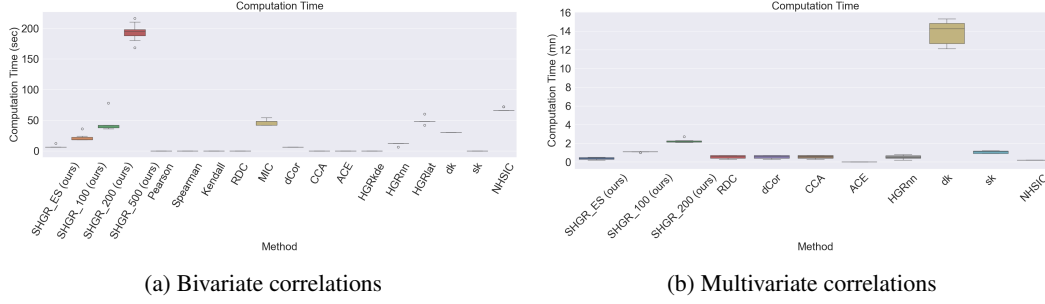 Computation Time
Computation Time (sec)
200
150
100
50
0
SHGR_ES (ours)
SHGR_100 (ours)
SHGR_200 (ours)
SHGR_500 (ours)
Pearson
Spearman
Kendall
RDC
MIC
dCor
CCA
ACE
HGRkde
HGRnn
HGRlat
dk
sk
NHSIC
Method
(a) Bivariate correlations
Computation Time
Computation Time (mn)
16
14
12
10
8
6
4
2
0
SHGR_ES (ours)
SHGR_100 (ours)
SHGR_200 (ours)
RDC
dCor
CCA
ACE
HGRnn
dk
sk
NHSIC
Method
(b) Multivariate correlations